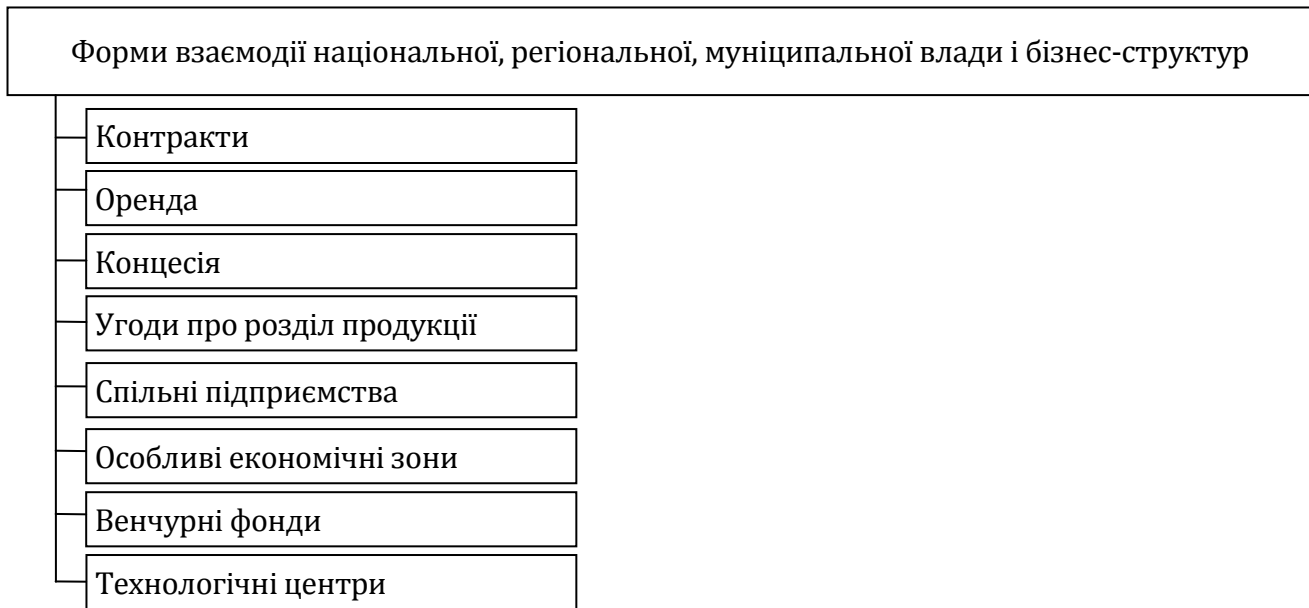 Форми взаємодії національної, регіональної, муніципальної влади і бізнес-структур
Контракти
Оренда
Концесія
Угоди про розділ продукції
Спільні підприємства
Особливі економічні зони
Венчурні фонди
Технологічні центри